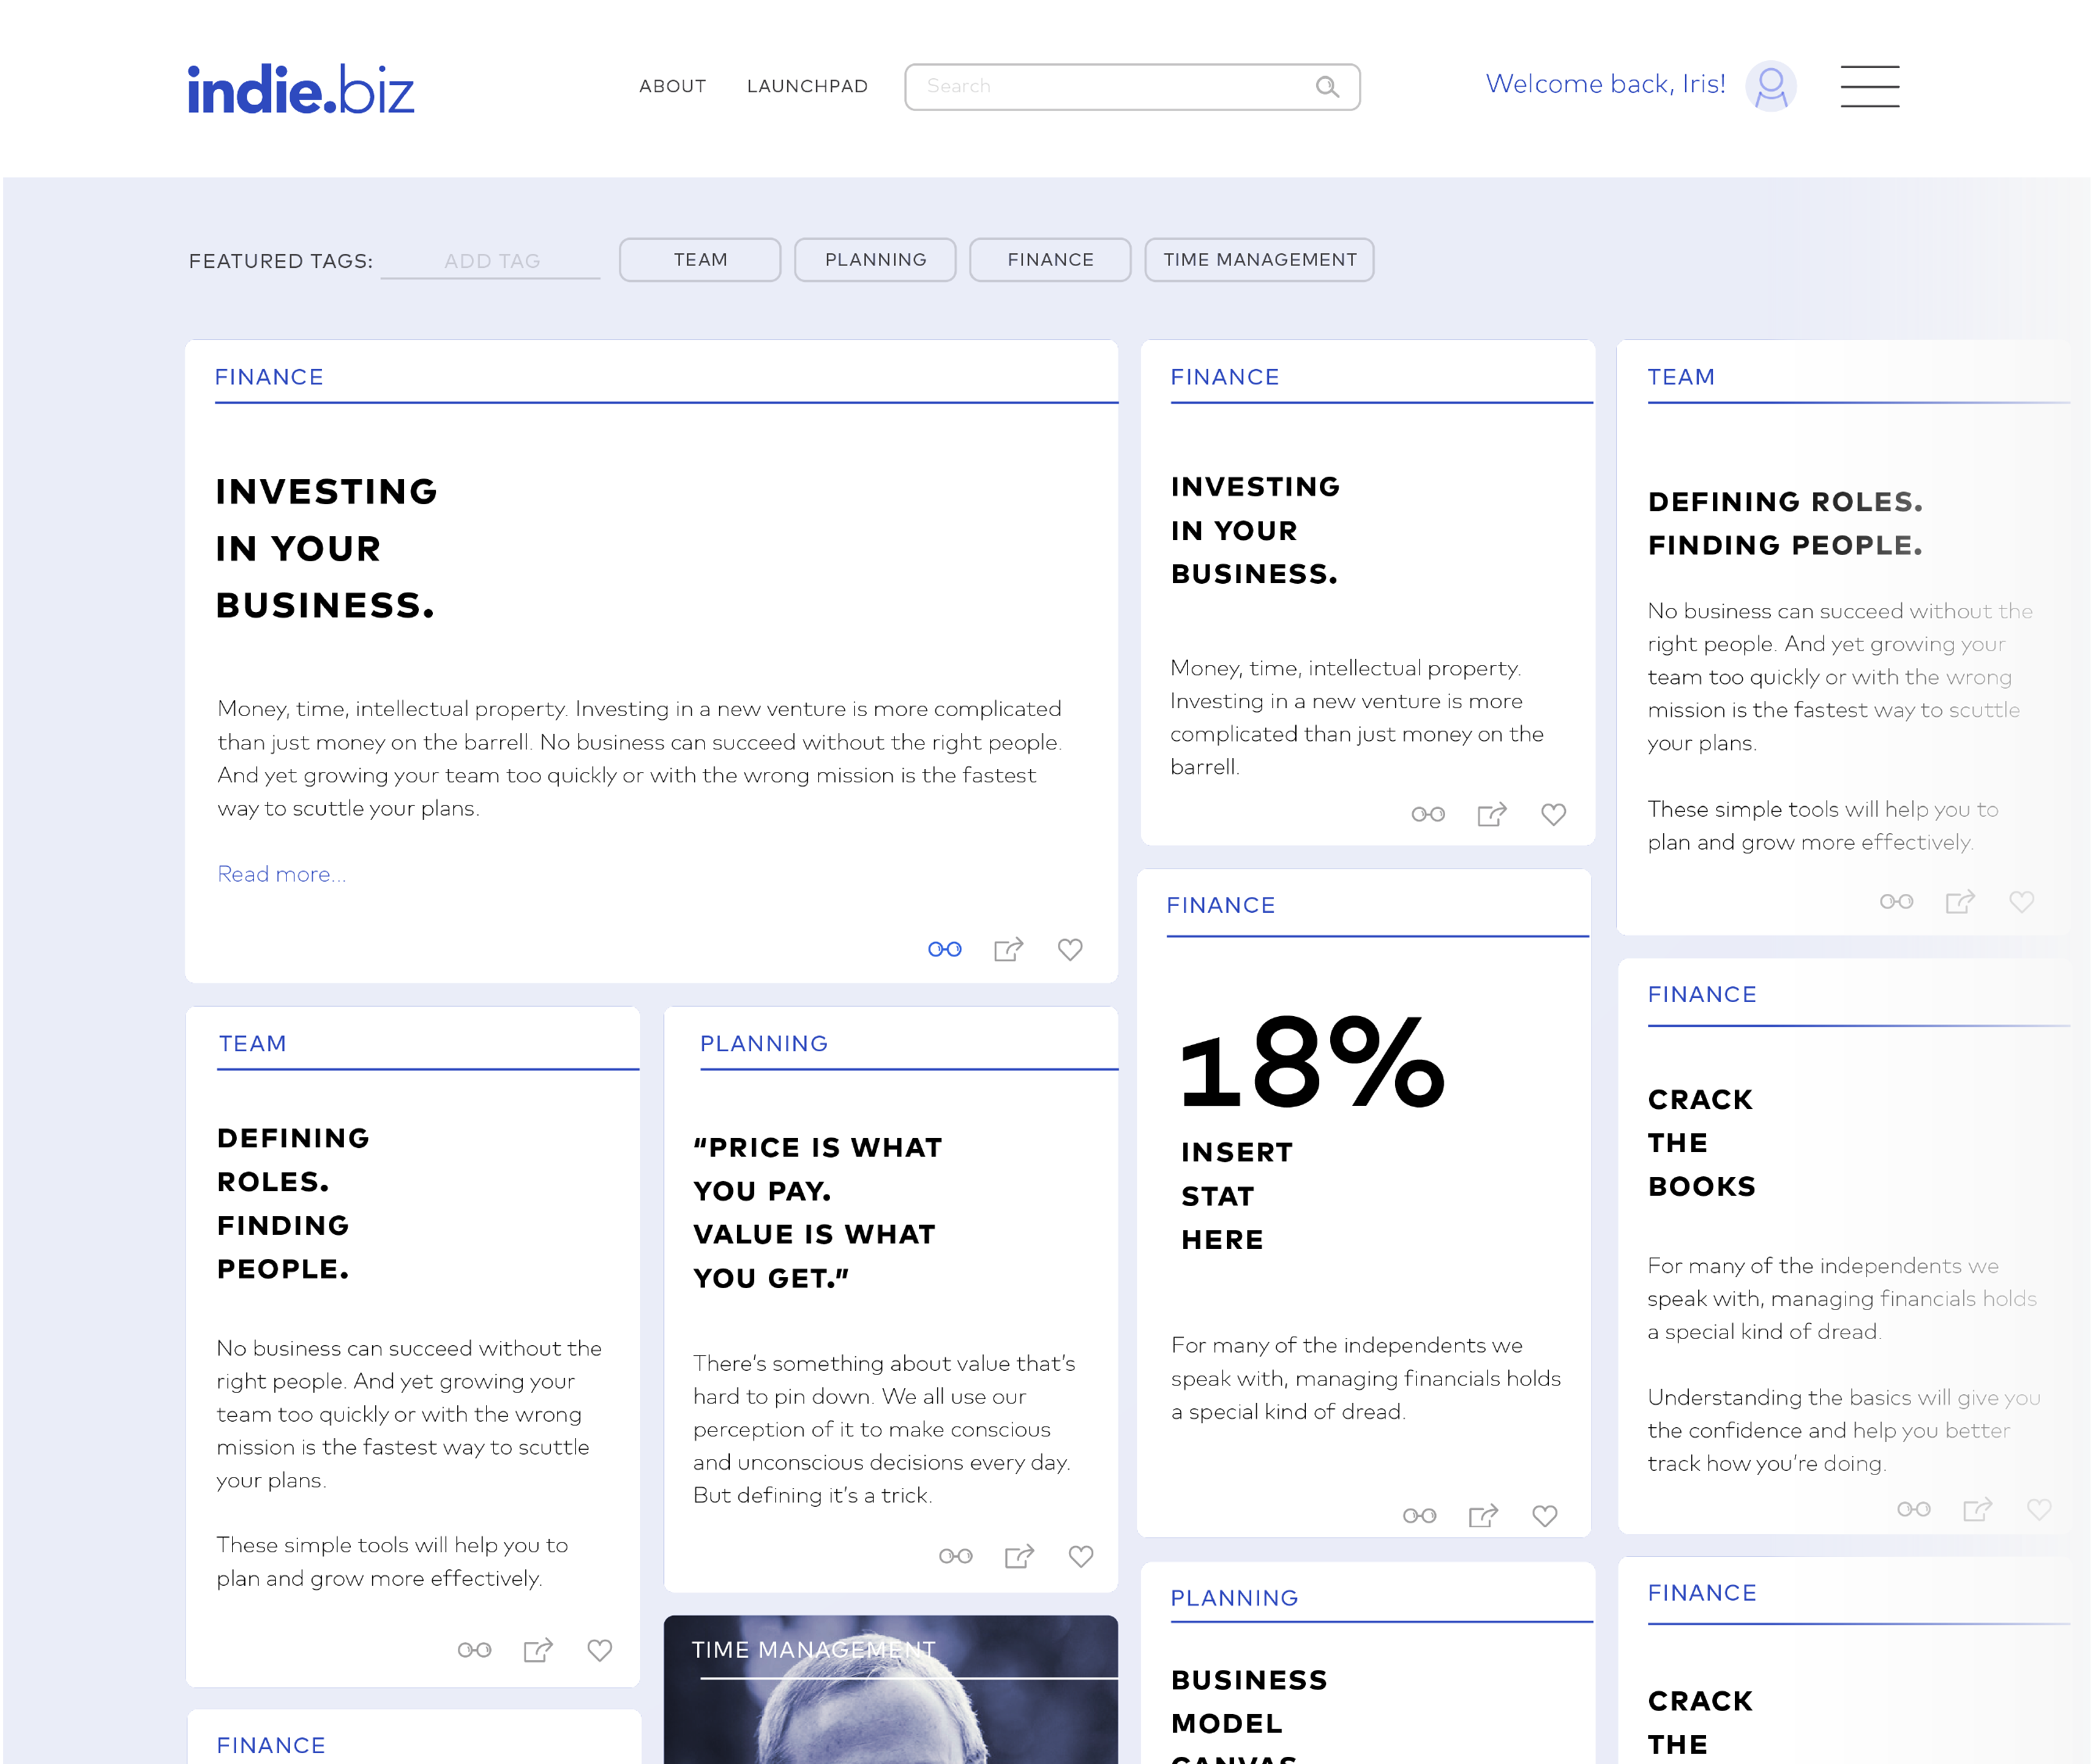 indie.biz
ABOUT
LAUNCHPAD
Search
Welcome back, Iris!
FEATURED TAGS:
ADD TAG
TEAM
PLANNING
FINANCE
TIME MANAGEMENT
FINANCE
INVESTING
IN YOUR
BUSINESS.
Money, time, intellectual property. Investing in a new venture is more complicated
than just money on the barrell. No business can succeed without the right people.
And yet growing your team too quickly or with the wrong mission is the fastest
way to scuttle your plans.
Read more...
FINANCE
INVESTING
IN YOUR
BUSINESS.
Money, time, intellectual property.
Investing in a new venture is more
complicated than just money on the
barrell.
TEAM
DEFINING ROLES.
FINDING PEOPLE.
No business can succeed without the
right people. And yet growing your
team too quickly or with the wrong
mission is the fastest way to scuttle
your plans.
These simple tools will help you to
plan and grow more effectively.
TEAM
DEFINING
ROLES.
FINDING
PEOPLE.
No business can succeed without the
right people. And yet growing your
team too quickly or with the wrong
mission is the fastest way to scuttle
your plans.
These simple tools will help you to
plan and grow more effectively.
PLANNING
“PRICE IS WHAT
YOU PAY.
VALUE IS WHAT
YOU GET.”
There’s something about value that’s
hard to pin down. We all use our
perception of it to make conscious
and unconscious decisions every day.
But defining it’s a trick.
FINANCE
18%
INSERT
STAT
HERE
For many of the independents we
speak with, managing financials holds
a special kind of dread.
FINANCE
CRACK
THE
BOOKS
For many of the independents we
speak with, managing financials holds
a special kind of dread.
Understanding the basics will give you
the confidence and help you better
track how you’re doing.
FINANCE
TIME MANAGEMENT
PLANNING
BUSINESS
MODEL
CANVAS
FINANCE
CRACK
THE